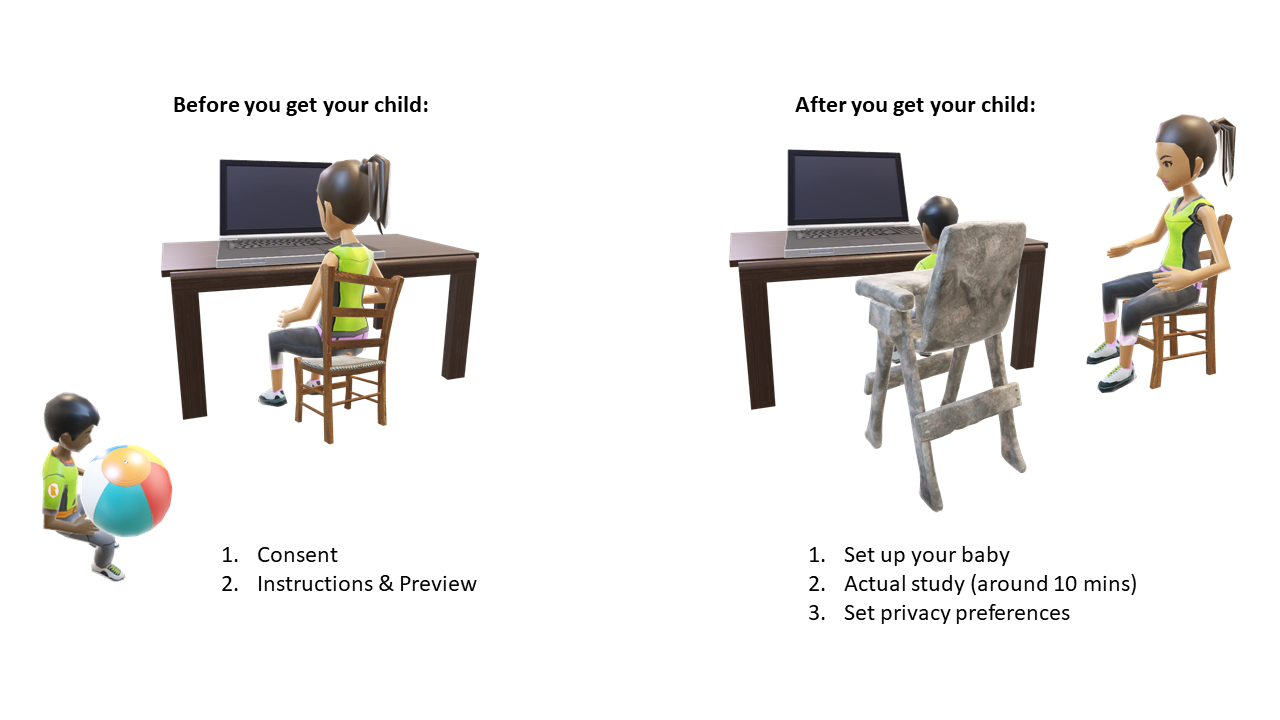 Before you get your child:
1. Consent
2. Instructions & Preview
After you get your child:
1. Set up your baby
2. Actual study (around 10 mins)
3. Set privacy preferences